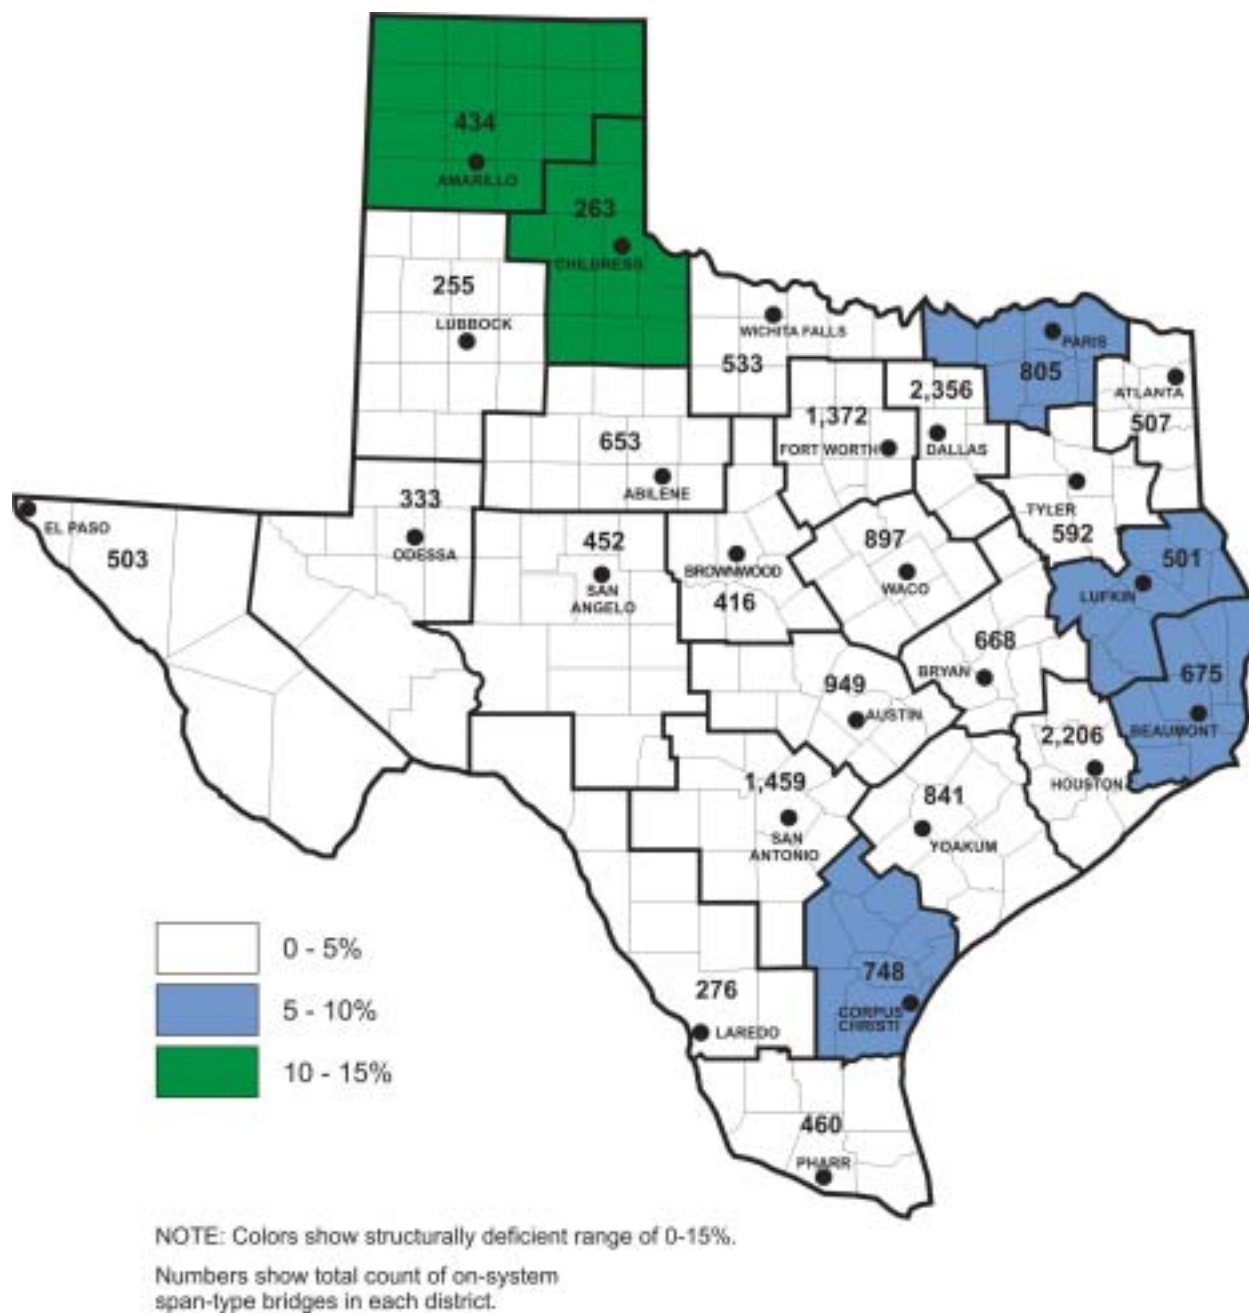 434
AMARILLO
263
CHILDRESS
255
LUBBOCK
WICHITA FALLS
533
PARIS
805
ATLANTA
507
2,356
DALLAS
1,372
FORT WORTH
653
ABILENE
TYLER
592
333
ODESSA
EL PASO
503
452
SAN
ANGELO
BROWNWOOD
416
897
WACO
501
LUFKIN
668
BRYAN
675
BEAUMONT
949
AUSTIN
2,206
HOUSTON
1,459
SAN
ANTONIO
841
YOAKUM
748
CORPUS
CHRISTI
276
LAREDO
460
PHARR
0 - 5%
5 - 10%
10 - 15%
NOTE: Colors show structurally deficient range of 0-15%.
Numbers show total count of on-system
span-type bridges in each district.